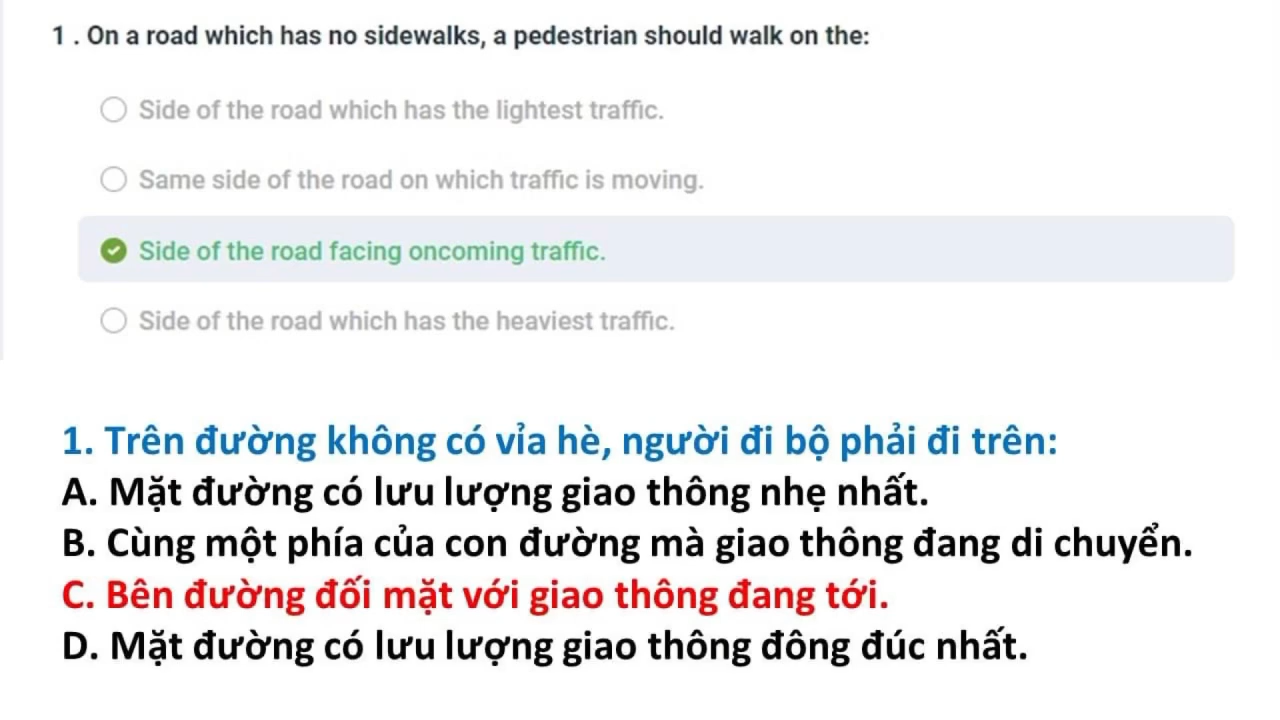 1 . On a road which has no sidewalks, a pedestrian should walk on the:
Side of the road which has the lightest traffic.
Same side of the road on which traffic is moving.
Side of the road facing oncoming traffic.
Side of the road which has the heaviest traffic.
1. Trên đường không có vỉa hè, người đi bộ phải đi trên:
A. Mặt đường có lưu lượng giao thông nhẹ nhất.
B. Cùng một phía của con đường mà giao thông đang di chuyển.
C. Bên đường đối mặt với giao thông đang tới.
D. Mặt đường có lưu lượng giao thông đông đúc nhất.